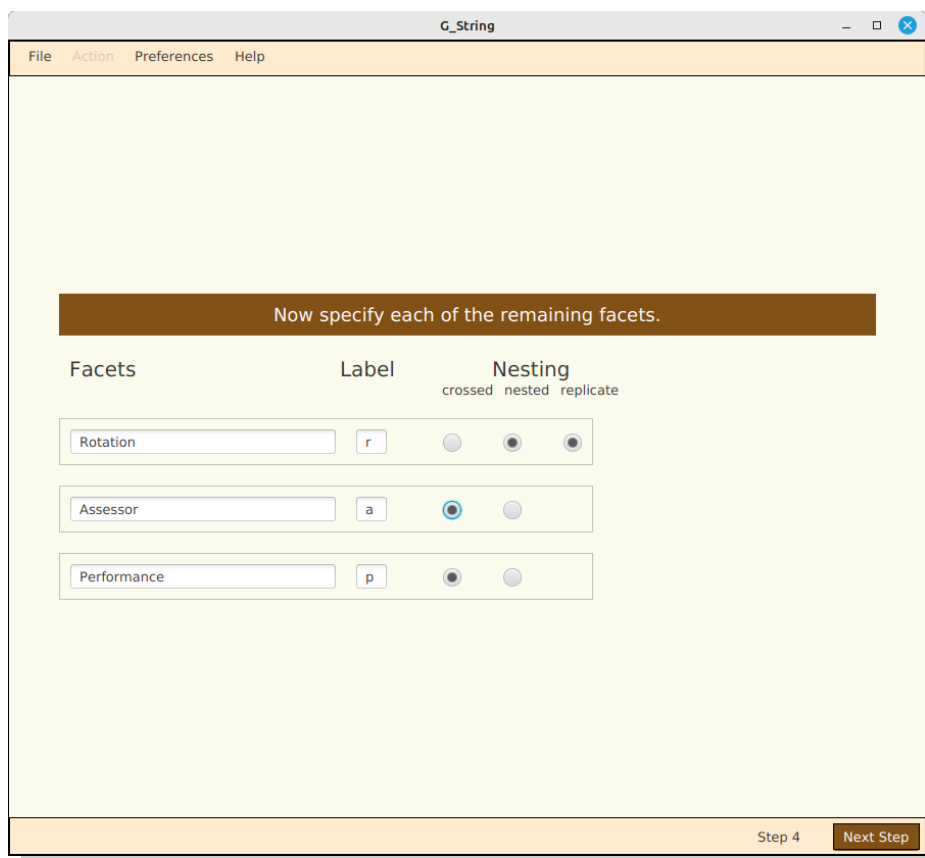 G_String
File Action Preferences Help
Now specify each of the remaining facets.
Facets Label Nesting
crossed nested replicate
Rotation r
Assessor a
Performance p
Step 4 Next Step